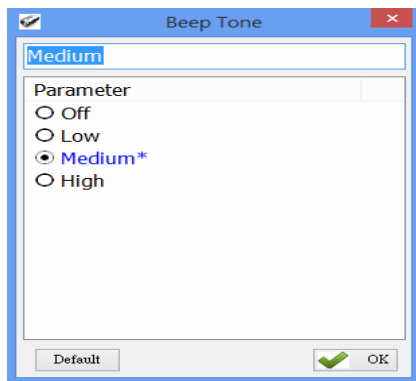 Beep Tone
Medium
Parameter
Off
Low
Medium*
High
Default
OK